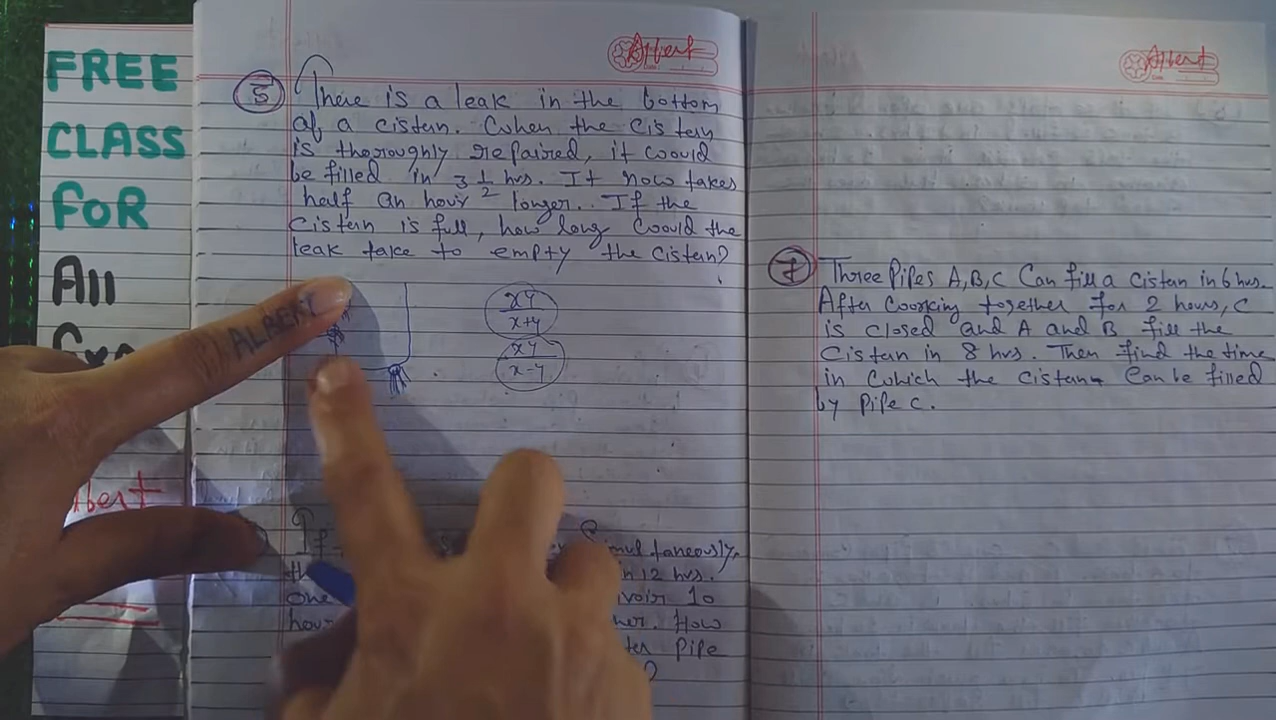 FREE
CLASS
FOR
All
Albert
Albert
5 There is a leak in the bottom
of a cistern. When the cistern
is thoroughly repaired, it would
be filled in 3 1/2 hrs. It now takes
half an hour longer. If the
cistern is full, how long would the
leak take to empty the cistern?
ALBERT
xy
x+y
xy
x-y
If Simultaneously,
in 12 hrs.
one 10
hour How
Pipe
?
Albert
7 Three Pipes A,B,C Can fill a cistern in 6 hrs.
After working together for 2 hours, C
is closed and A and B fill the
cistern in 8 hrs. Then find the time
in which the cistern Can be filled
by Pipe C.